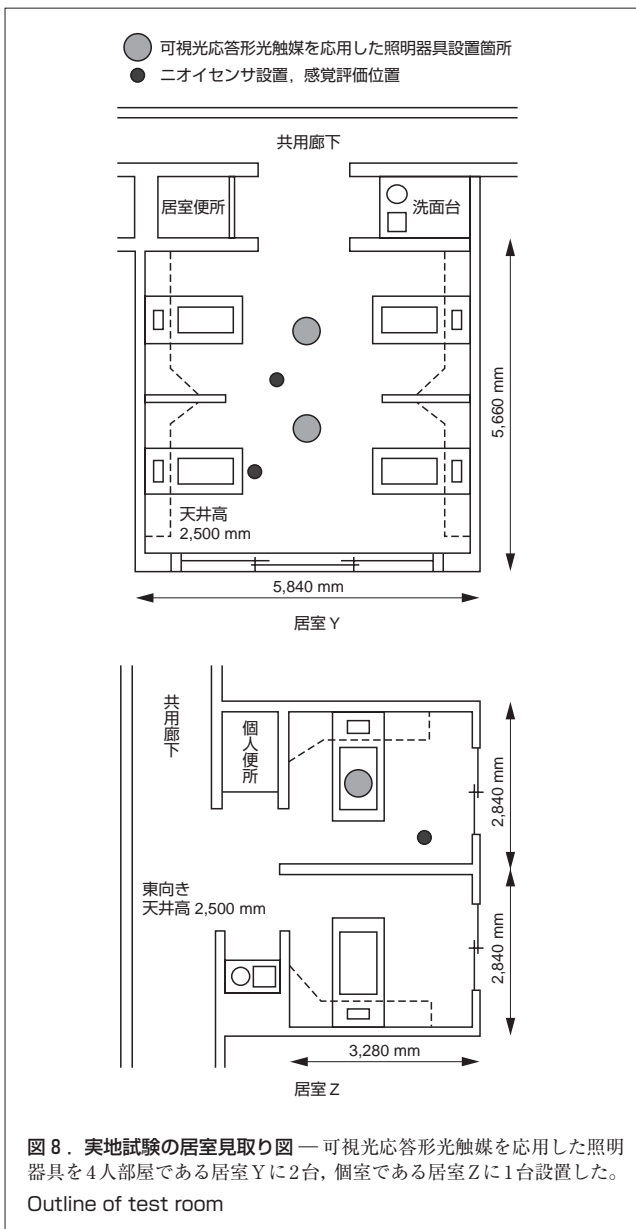 可視光応答形光触媒を応用した照明器具設置箇所
ニオイセンサ設置，感覚評価位置
共用廊下
居室便所
洗面台
5,660 mm
天井高
2,500 mm
5,840 mm
居室 Y
共用廊下
個人便所
2,840 mm
東向き
天井高 2,500 mm
2,840 mm
3,280 mm
居室 Z
図 8．実地試験の居室見取り図 ― 可視光応答形光触媒を応用した照明
器具を4人部屋である居室Yに2台，個室である居室Zに1台設置した。
Outline of test room